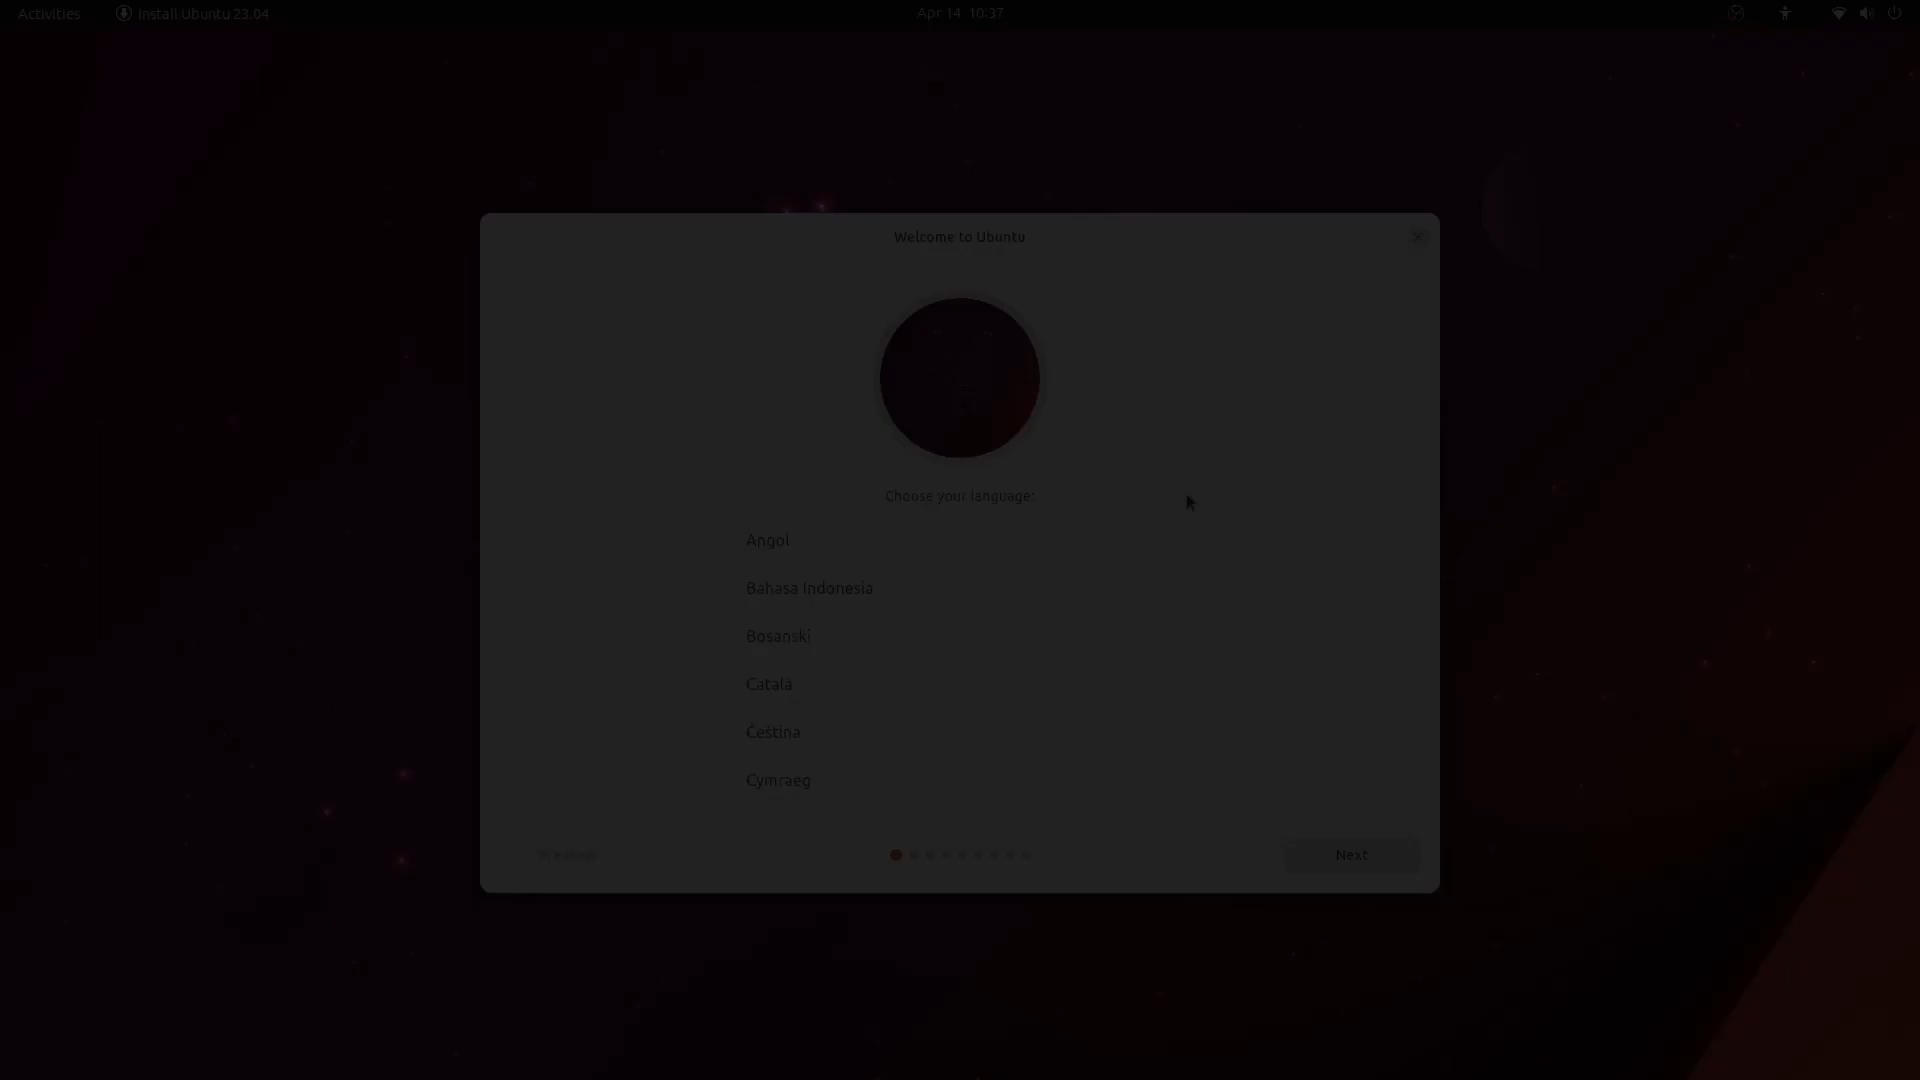 Activities
Install Ubuntu 23.04
Apr 14 10:37
Welcome to Ubuntu
Choose your language:
Angol
Bahasa Indonesia
Bosanski
Català
Čeština
Cymraeg
Next